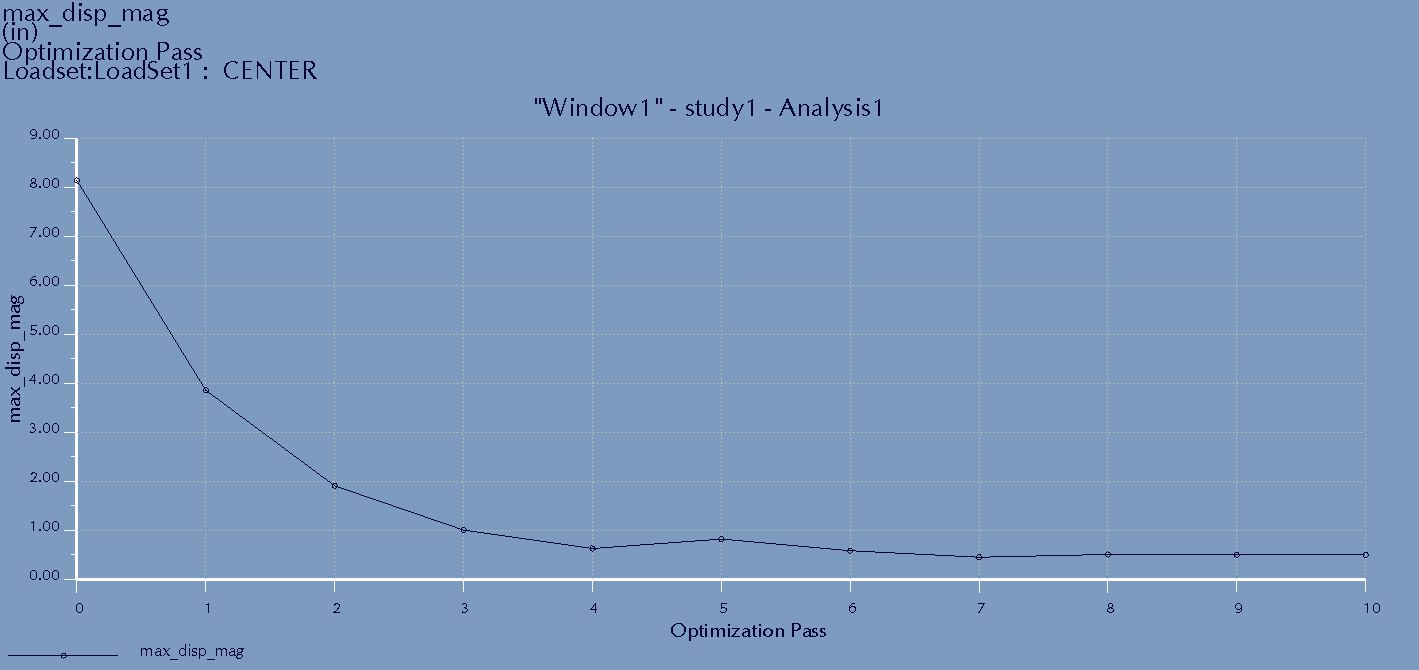 max_disp_mag
(in)
Optimization Pass
Loadset:LoadSet1 : CENTER
"Window1" - study1 - Analysis1
9.00
8.00
7.00
6.00
5.00
4.00
3.00
2.00
1.00
0.00
max_disp_mag
0 1 2 3 4 5 6 7 8 9 10
Optimization Pass
max_disp_mag